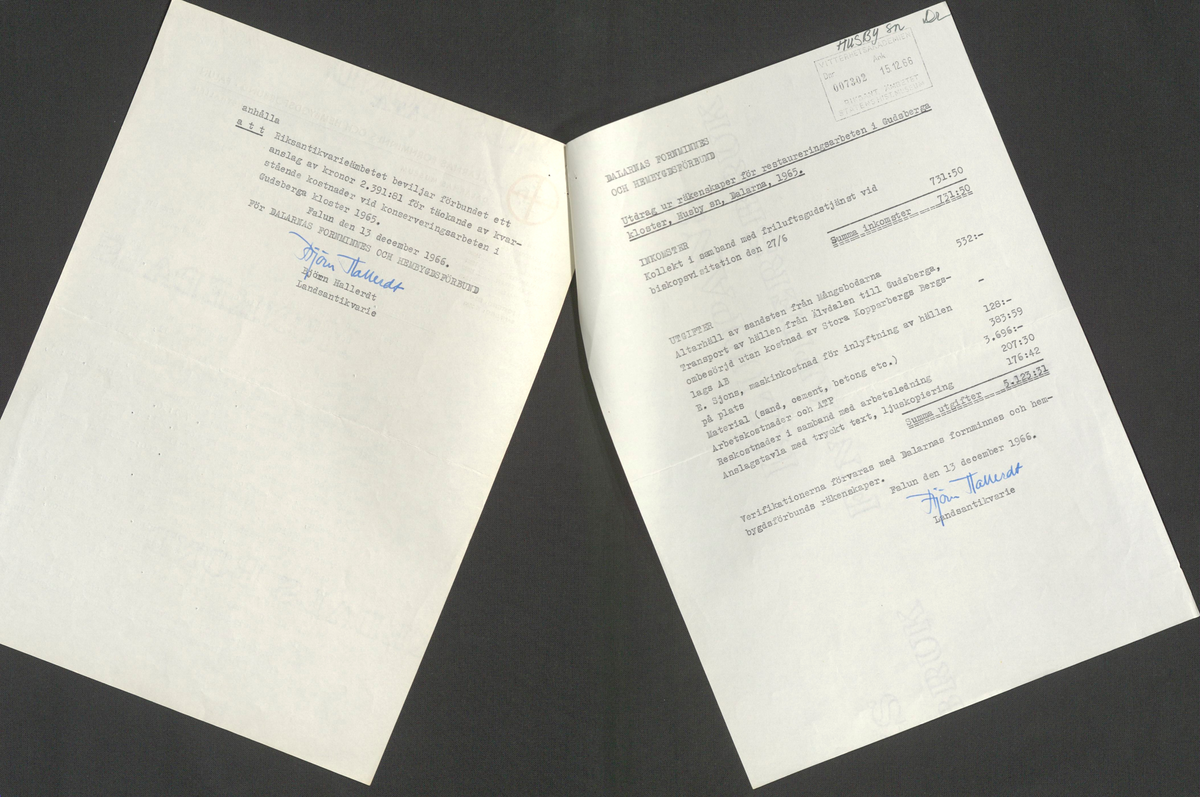 anhålla
a t t Riksantikvarieämbetet beviljar förbundet ett
anslag av kronor 2.391:81 för täckande av kvar-
stående kostnader vid konserveringsarbeten i
Gudsberga kloster 1965.
Falun den 13 december 1966.
För DALARNAS FORNMINNES OCH HEMBYGDSFÖRBUND
Björn Hallerdt
Björn Hallerdt
Landsantikvarie
HUSBY sn
007302 15.12.66
DALARNAS FORNMINNES
OCH HEMBYGDSFÖRBUND
Utdrag ur räkenskaper för restaureringsarbeten i Gudsberga
kloster, Husby sn, Dalarna, 1965.
INKOMSTER
Kollekt i samband med friluftsgudstjänst vid
biskopsvisitation den 27/6 731:50
Summa inkomster 731:50
UTGIFTER
Altarhäll av sandsten från Mångsbodarna 532:-
Transport av hällen från Älvdalen till Gudsberga,
ombesörjd utan kostnad av Stora Kopparbergs Bergs-
lags AB -
E. Sjons, maskinkostnad för inlyftning av hällen
på plats 128:-
Material (sand, cement, betong etc.) 383:59
Arbetskostnader och ATP 3.696:-
Reskostnader i samband med arbetsledning 207:30
Anslagstavla med tryckt text, ljuskopiering 176:42
Summa utgifter 5.123:31
Verifikationerna förvaras med Dalarnas fornminnes och hem-
bygdsförbunds räkenskaper.
Falun den 13 december 1966.
Björn Hallerdt
Landsantikvarie